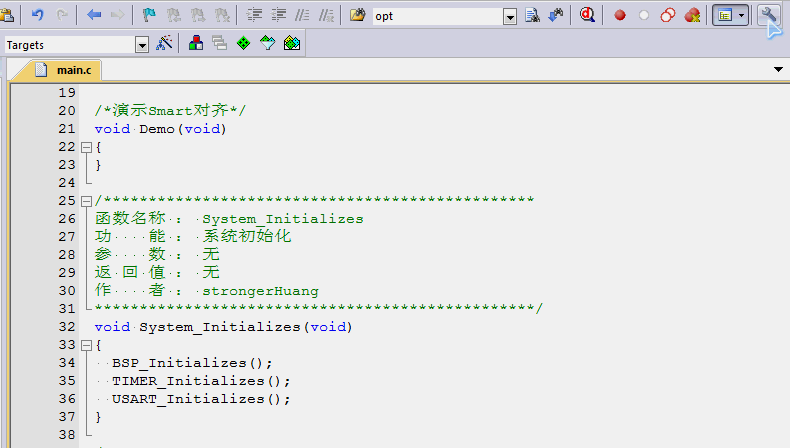 opt
Targets
main.c
19
20 /*演示Smart对齐*/
21 void Demo(void)
22 {
23 }
24
25 /************************************************
26 函数名称 : System_Initializes
27 功    能 : 系统初始化
28 参    数 : 无
29 返 回 值 : 无
30 作    者 : strongerHuang
31 *************************************************/
32 void System_Initializes(void)
33 {
34   BSP_Initializes();
35   TIMER_Initializes();
36   USART_Initializes();
37 }
38